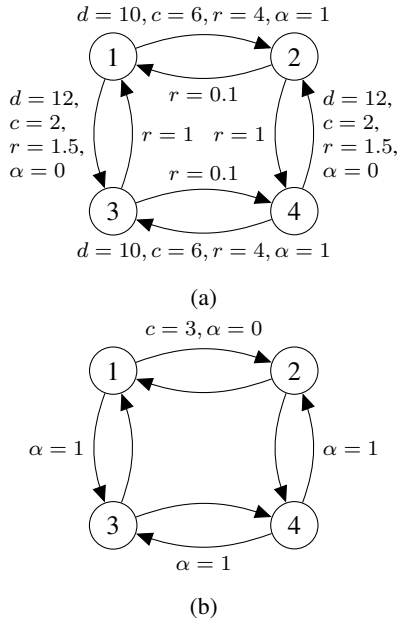 d = 10, c = 6, r = 4, α = 1
1
2
r = 0.1
d = 12,
c = 2,
r = 1.5,
α = 0
r = 1
r = 1
d = 12,
c = 2,
r = 1.5,
α = 0
r = 0.1
3
4
d = 10, c = 6, r = 4, α = 1
(a)
c = 3, α = 0
1
2
α = 1
α = 1
3
4
α = 1
(b)